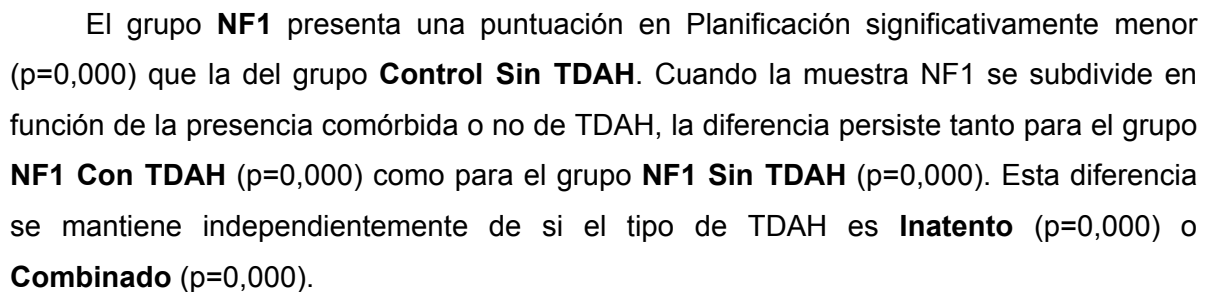 El grupo NF1 presenta una puntuación en Planificación significativamente menor
(p=0,000) que la del grupo Control Sin TDAH. Cuando la muestra NF1 se subdivide en
función de la presencia comórbida o no de TDAH, la diferencia persiste tanto para el grupo
NF1 Con TDAH (p=0,000) como para el grupo NF1 Sin TDAH (p=0,000). Esta diferencia
se mantiene independientemente de si el tipo de TDAH es Inatento (p=0,000) o
Combinado (p=0,000).